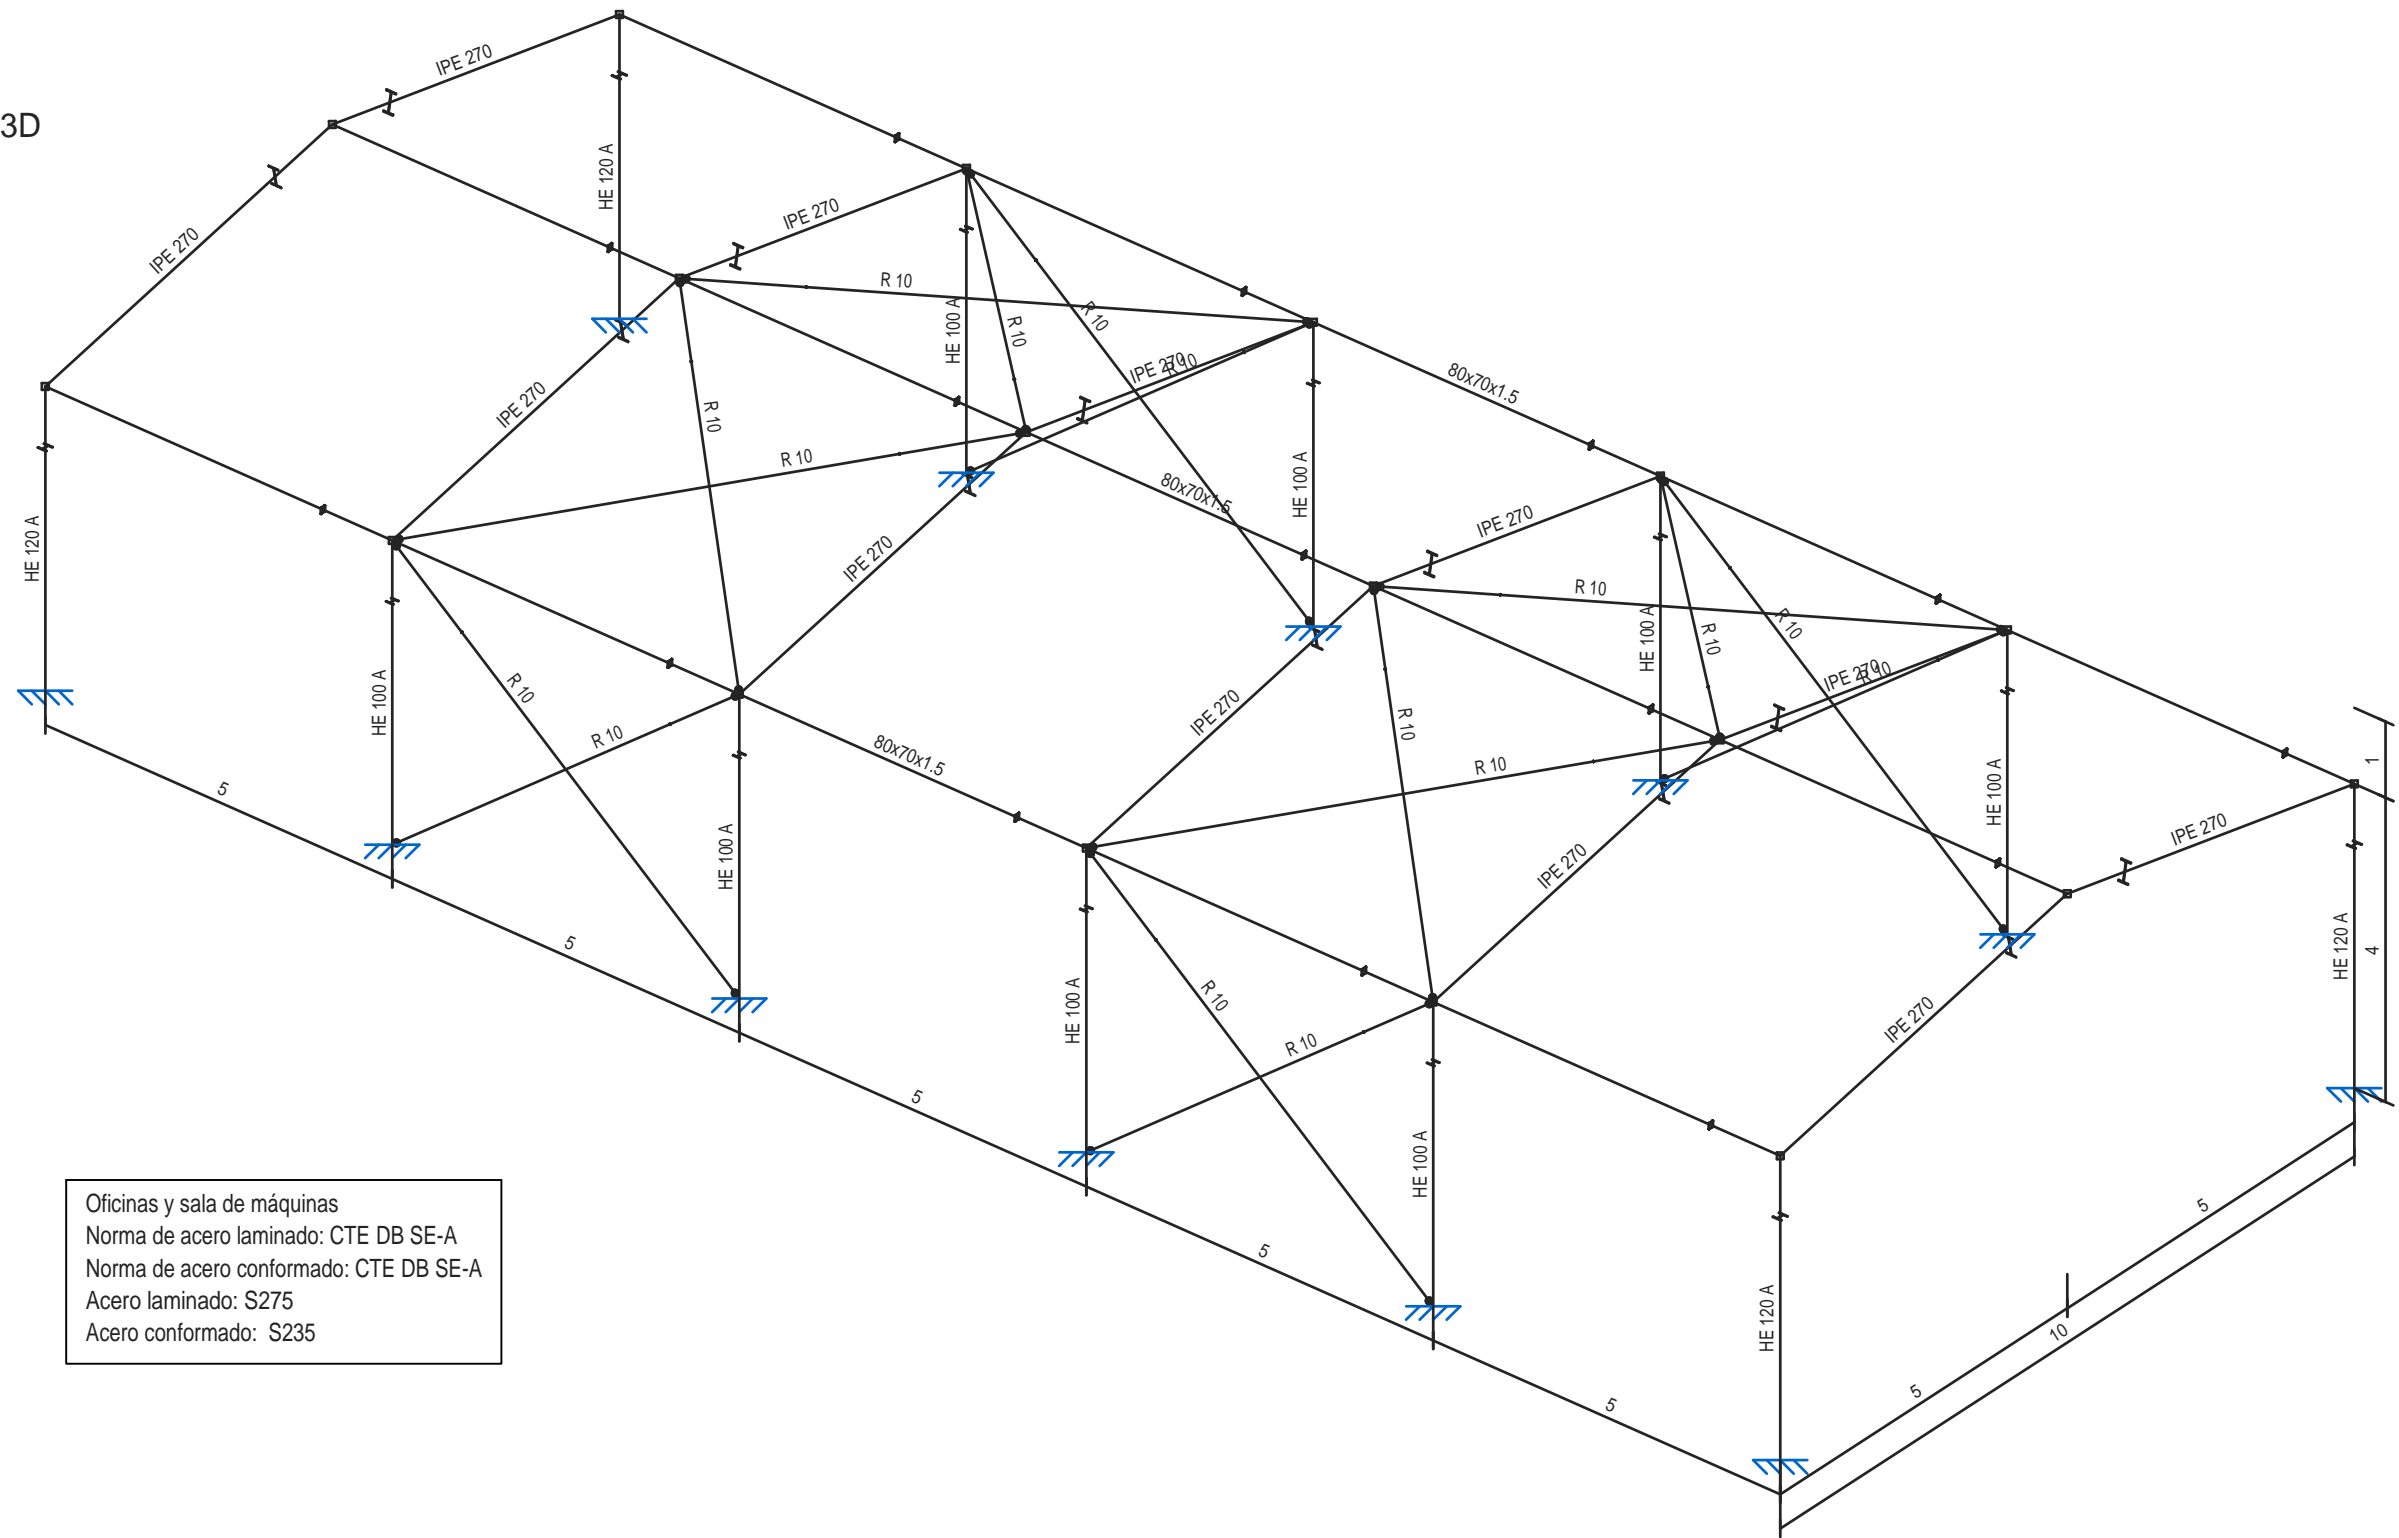 IPE 270
3D
HE 120 A
IPE 270
IPE 270
R 10
HE 100 A
R 10
R 10
IPE 270
R 10
80x70x1.5
IPE 270
R 10
R 10
HE 100 A
80x70x1.5
IPE 270
HE 120 A
IPE 270
R 10
HE 100 A
R 10
R 10
IPE 270
R 10
HE 100 A
R 10
IPE 270
R 10
R 10
80x70x1.5
1
5
R 10
HE 100 A
IPE 270
HE 100 A
IPE 270
HE 120 A
4
5
R 10
HE 100 A
R 10
IPE 270
5
HE 100 A
5
5
HE 120 A
10
5
5
Oficinas y sala de máquinas
Norma de acero laminado: CTE DB SE-A
Norma de acero conformado: CTE DB SE-A
Acero laminado: S275
Acero conformado: S235